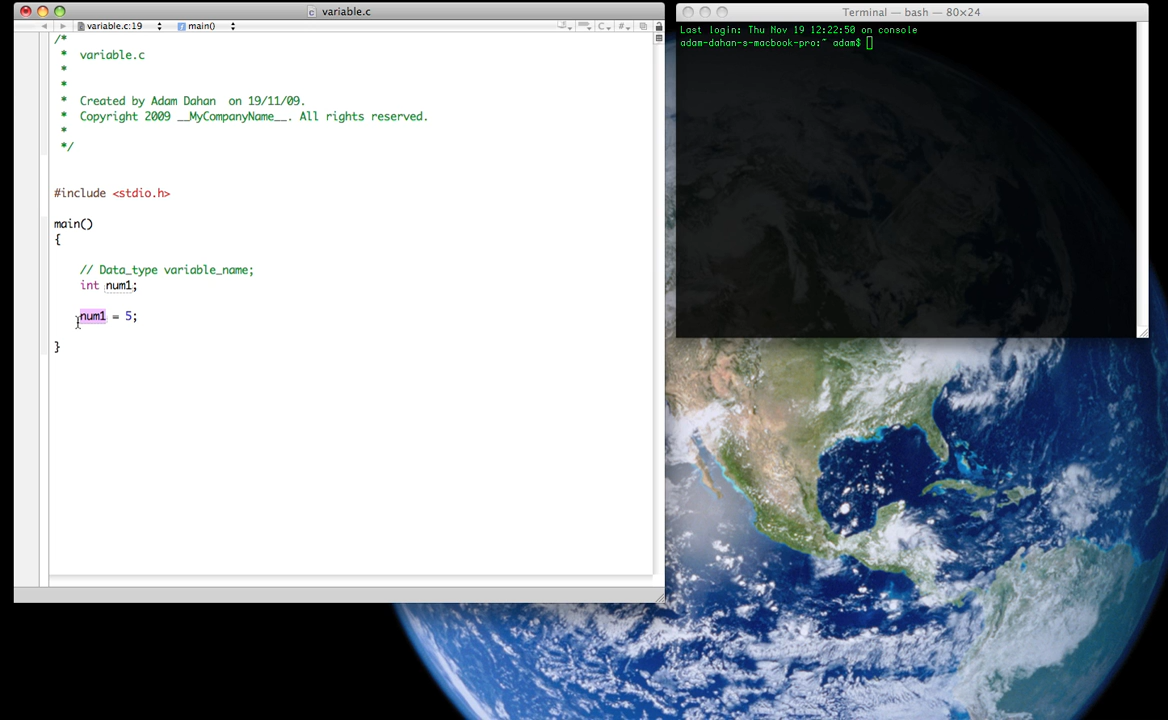 variable.c
variable.c:19 main() C #
/*
* variable.c
*
*
* Created by Adam Dahan on 19/11/09.
* Copyright 2009 __MyCompanyName__. All rights reserved.
*
*/
#include <stdio.h>
main()
{
// Data_type variable_name;
int num1;
num1 = 5;
}
Terminal — bash — 80×24
Last login: Thu Nov 19 12:22:50 on console
adam-dahan-s-macbook-pro:~ adam$